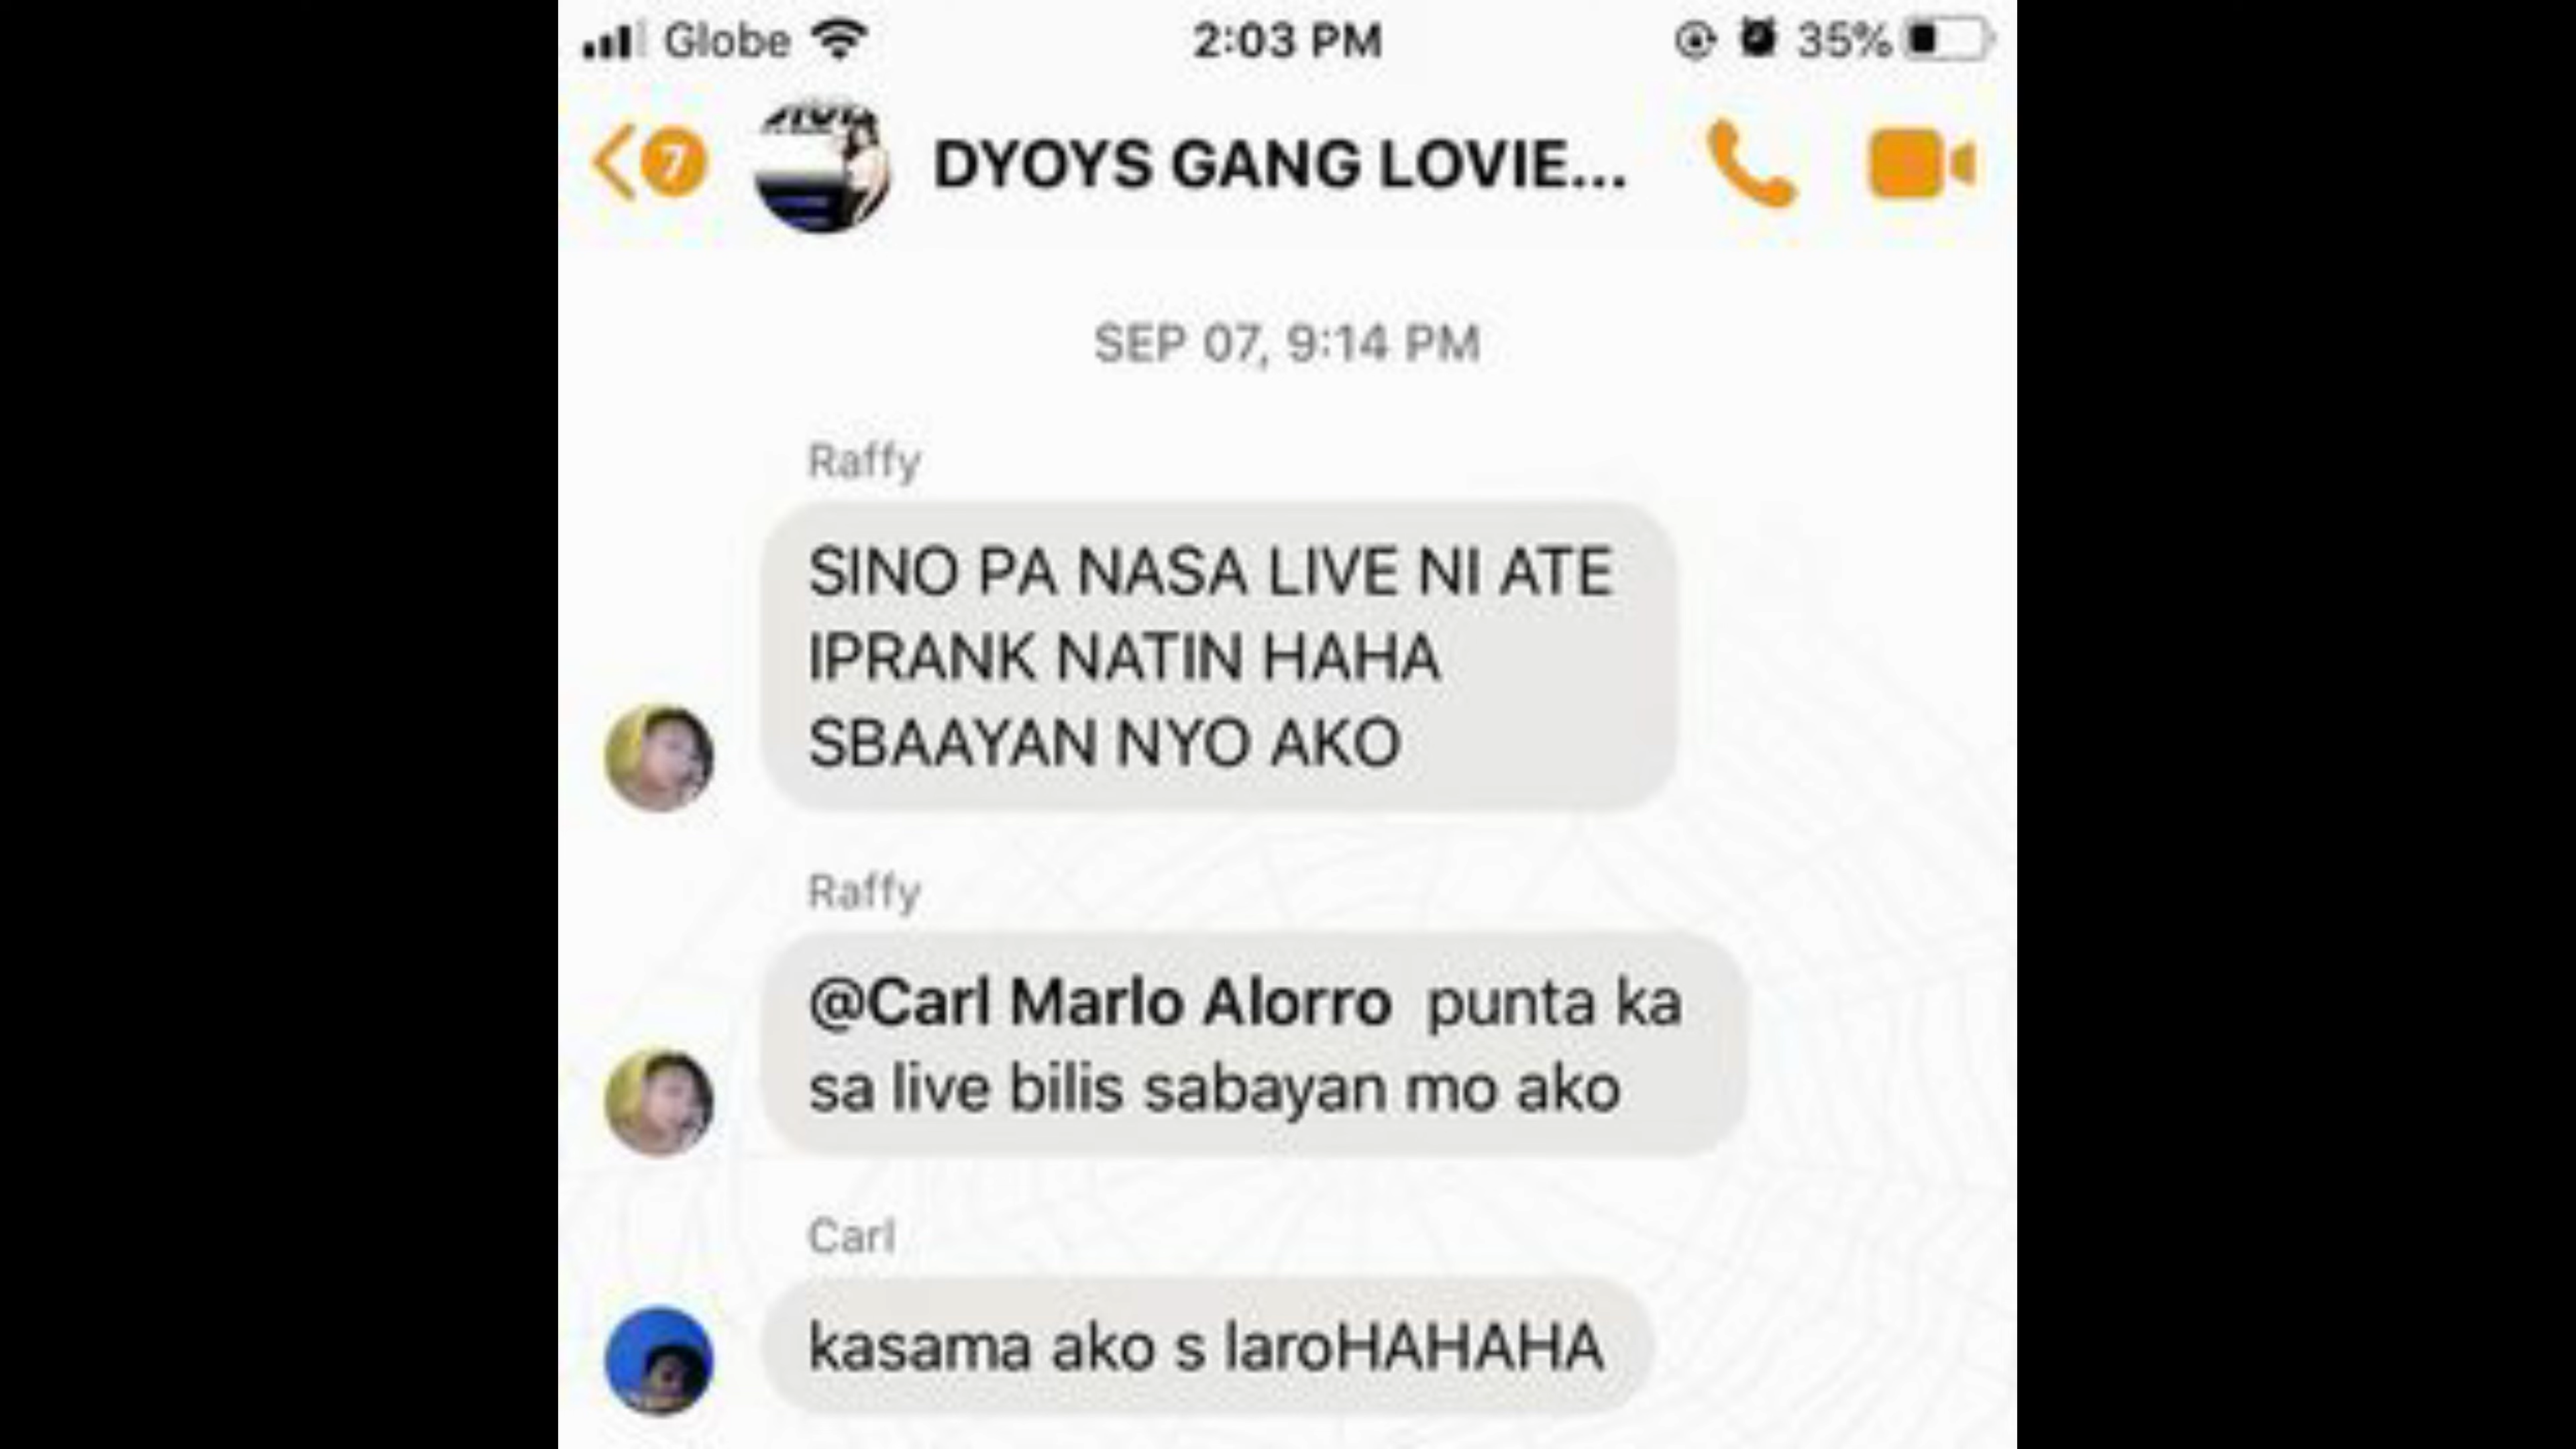 Globe 2:03 PM 35%
7 DYOYS GANG LOVIE...
SEP 07, 9:14 PM
Raffy
SINO PA NASA LIVE NI ATE
IPRANK NATIN HAHA
SBAAYAN NYO AKO
Raffy
@Carl Marlo Alorro punta ka
sa live bilis sabayan mo ako
Carl
kasama ako s laroHAHAHA